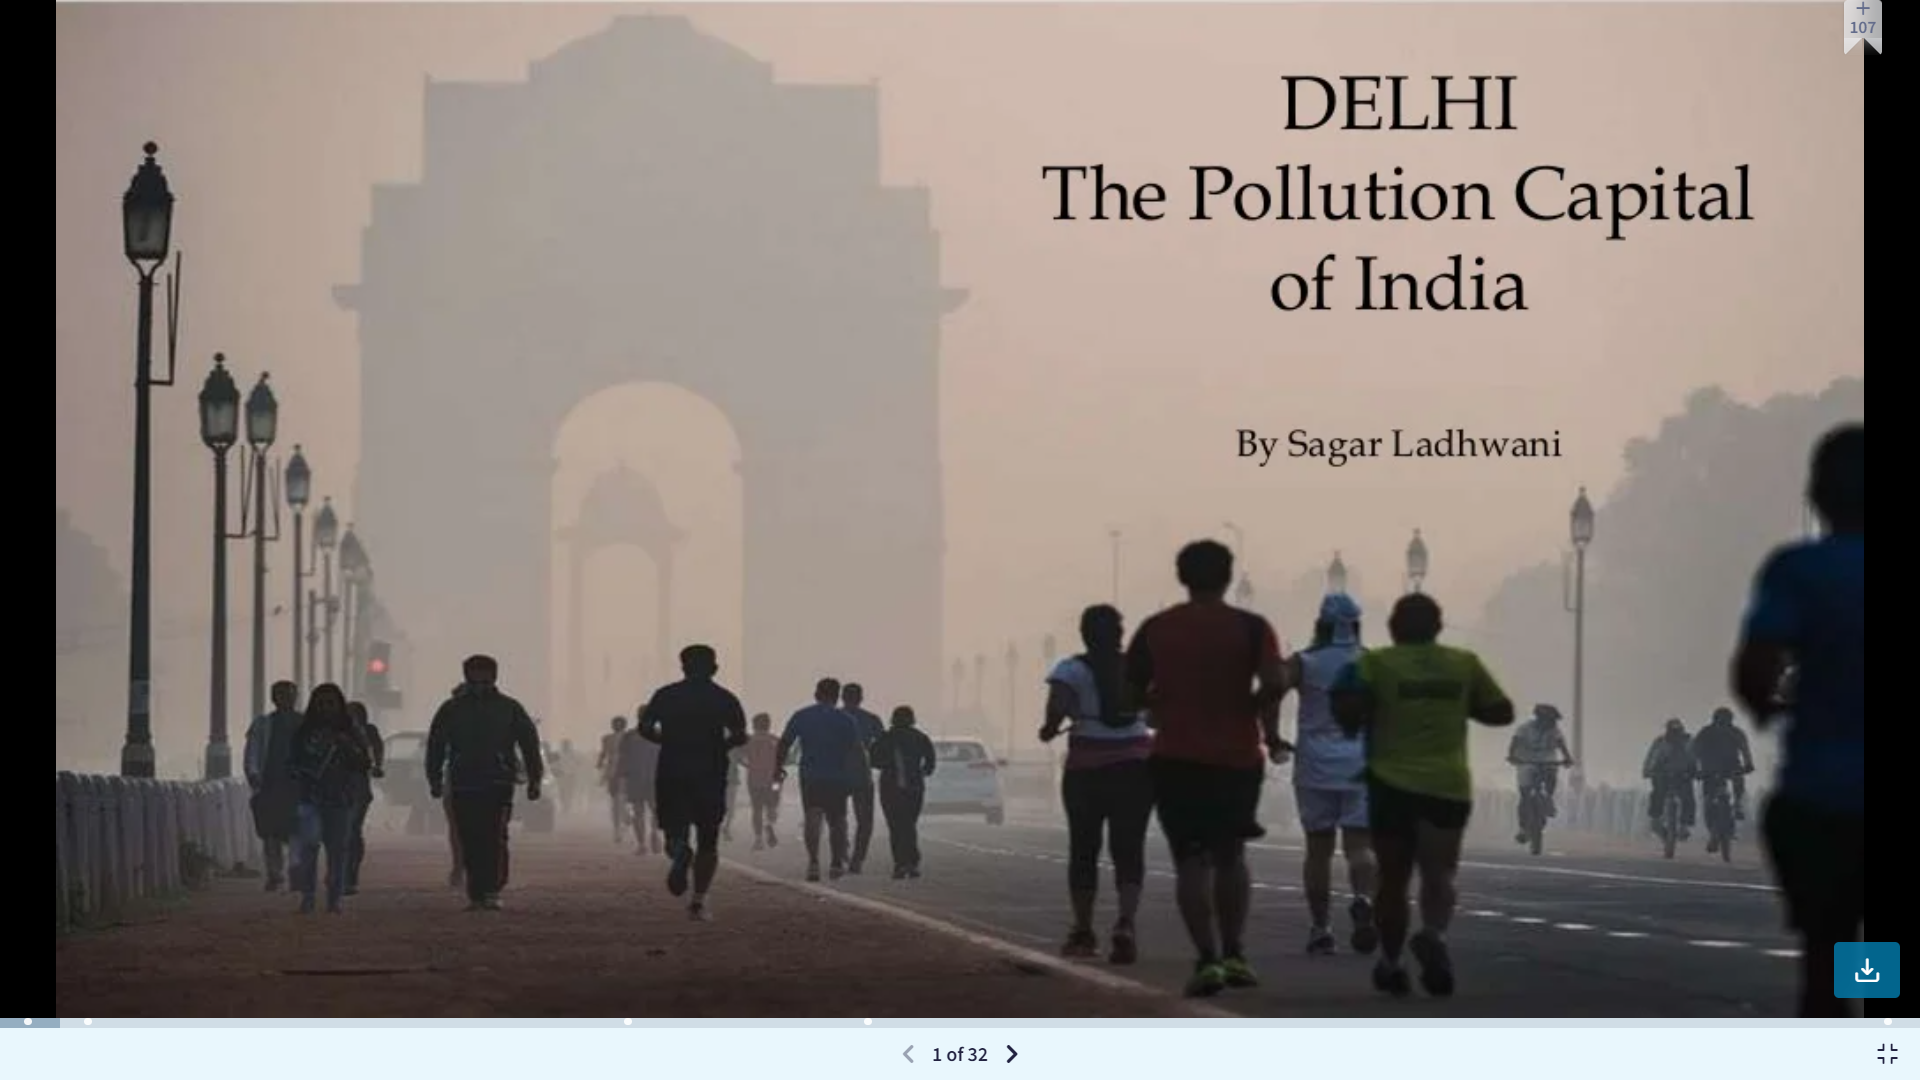 +
107
DELHI
The Pollution Capital
of India
By Sagar Ladhwani
1 of 32